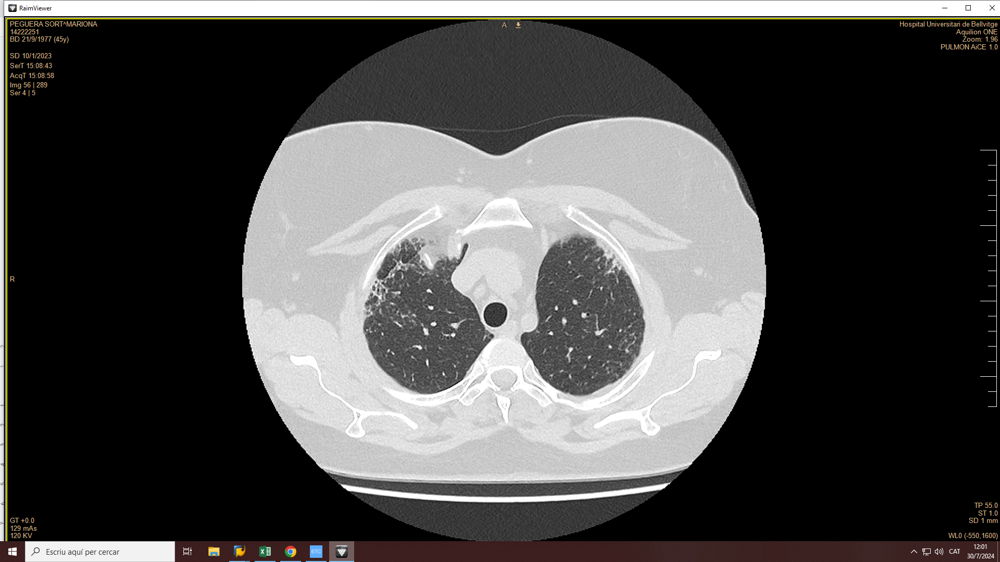 RaimViewer
PEGUERA SORT^MARIONA
14222251
BD 21/9/1977 (45y)
SD 10/1/2023
SerT 15:08:43
AcqT 15:08:58
Img 56 | 289
Ser 4 | 5
A
Hospital Universitari de Bellvitge
Aquilion ONE
Zoom: 1.96
PULMON AiCE 1.0
R
GT +0.0
129 mAs
120 KV
TP 55.0
ST 1.0
SD 1 mm
WL0 (-550,1600)
Escriu aquí per cercar
ETC
CAT
12:01
30/7/2024